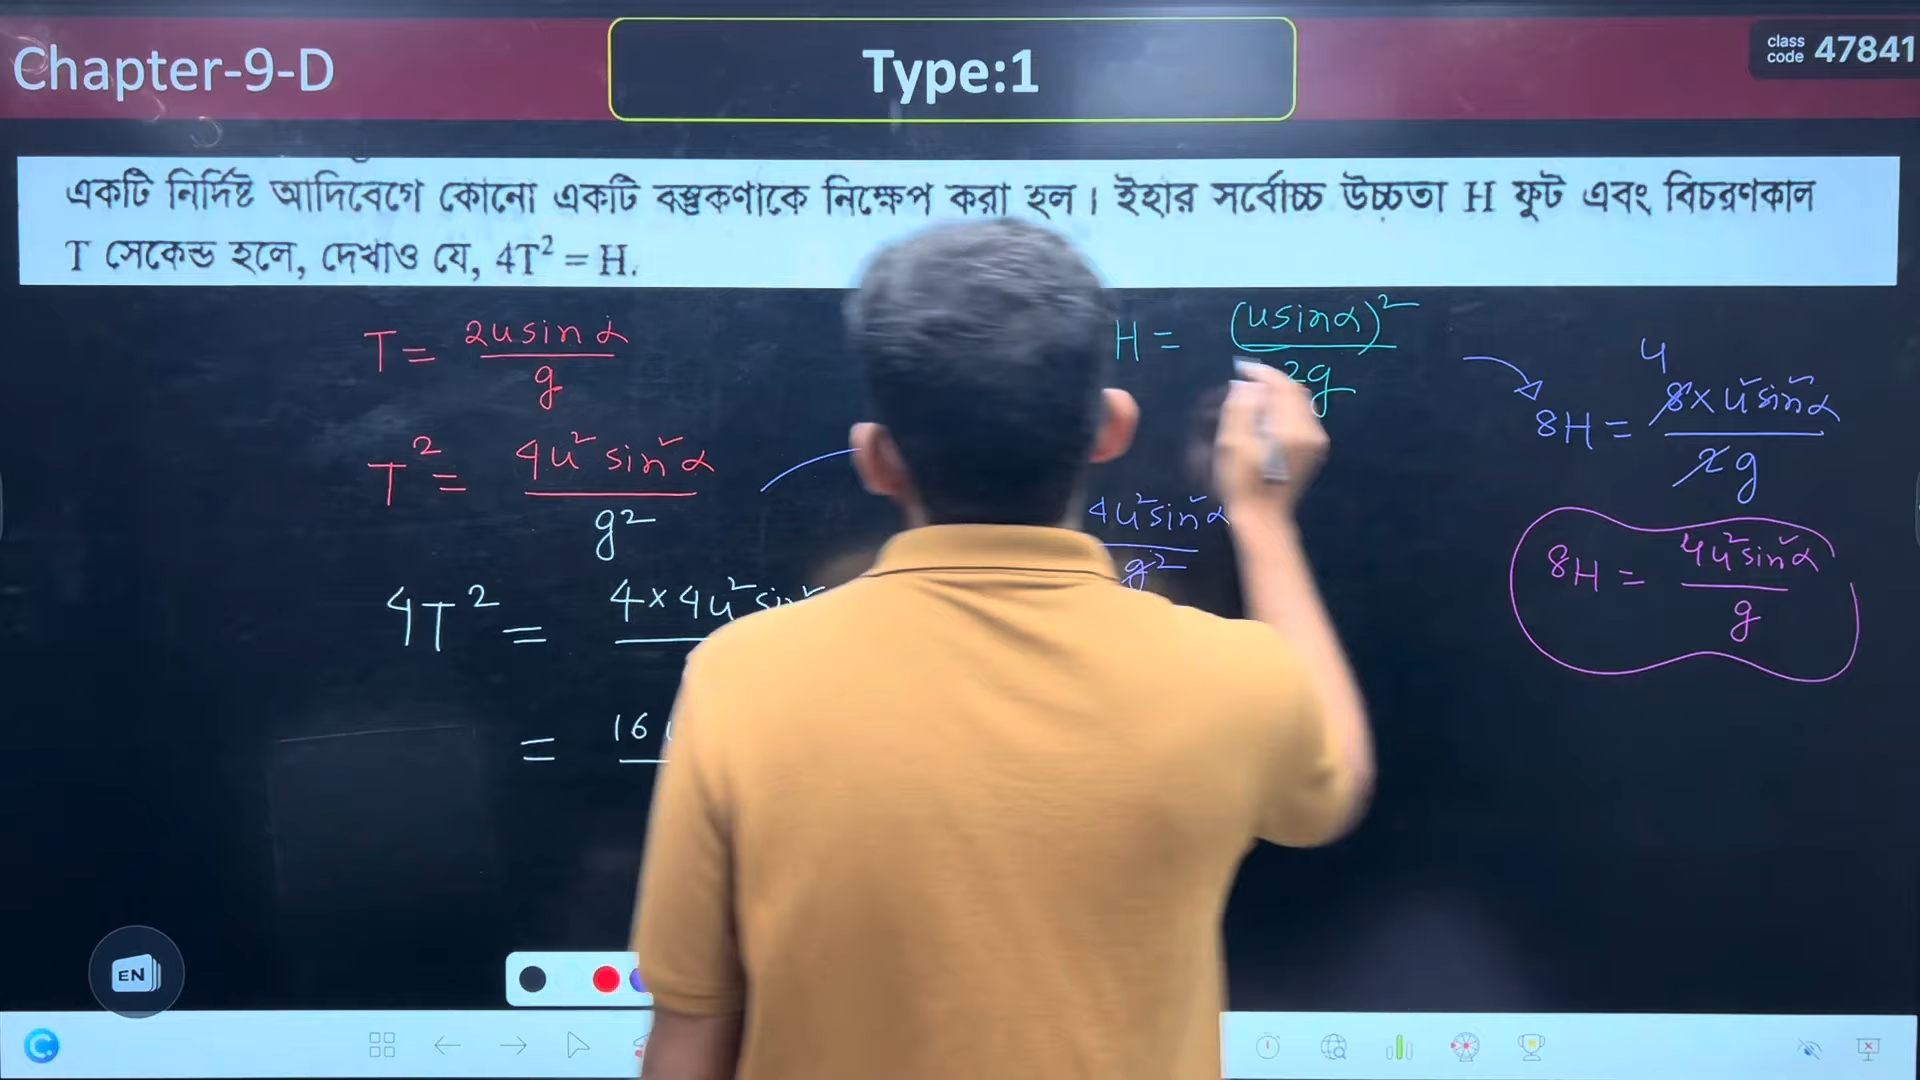 Chapter-9-D
Type:1
class code 47841
একটি নির্দিষ্ট আদিবেগে কোনো একটি বস্তুকণাকে নিক্ষেপ করা হল। ইহার সর্বোচ্চ উচ্চতা H ফুট এবং বিচরণকাল
T সেকেন্ড হলে, দেখাও যে, 4T² = H.
T = 2usinα / g
T² = 4u²sin²α / g²
4T² = 4×4u²sin²
= 16
H = (usinα)² / 2g
4u²sin²α / g²
4
8H = 8×u²sin²α / 2g
8H = 4u²sin²α / g
EN